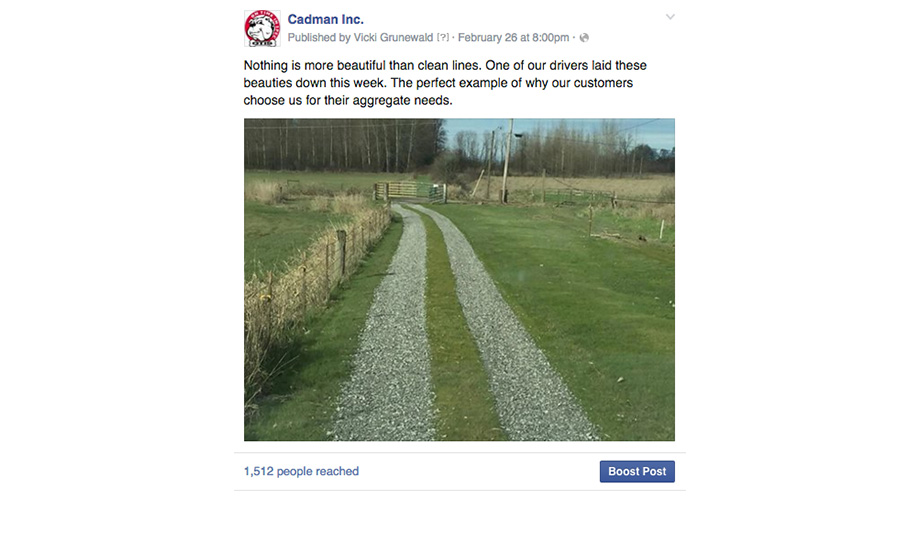 Cadman Inc.
Published by Vicki Grunewald [?] · February 26 at 8:00pm ·
Nothing is more beautiful than clean lines. One of our drivers laid these
beauties down this week. The perfect example of why our customers
choose us for their aggregate needs.
1,512 people reached
Boost Post